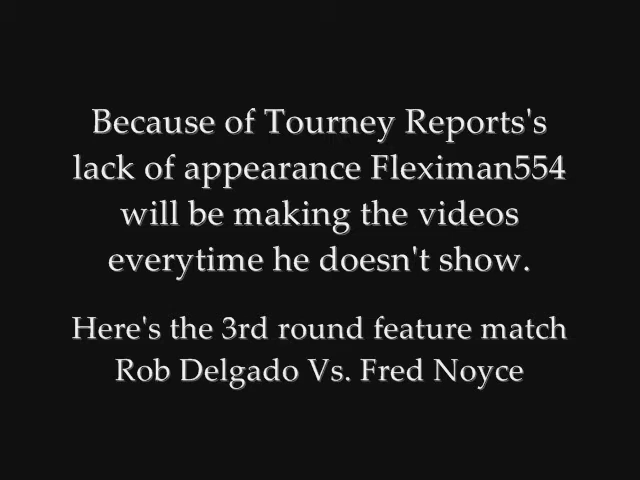 Because of Tourney Reports's
lack of appearance Fleximan554
will be making the videos
everytime he doesn't show.
Here's the 3rd round feature match
Rob Delgado Vs. Fred Noyce